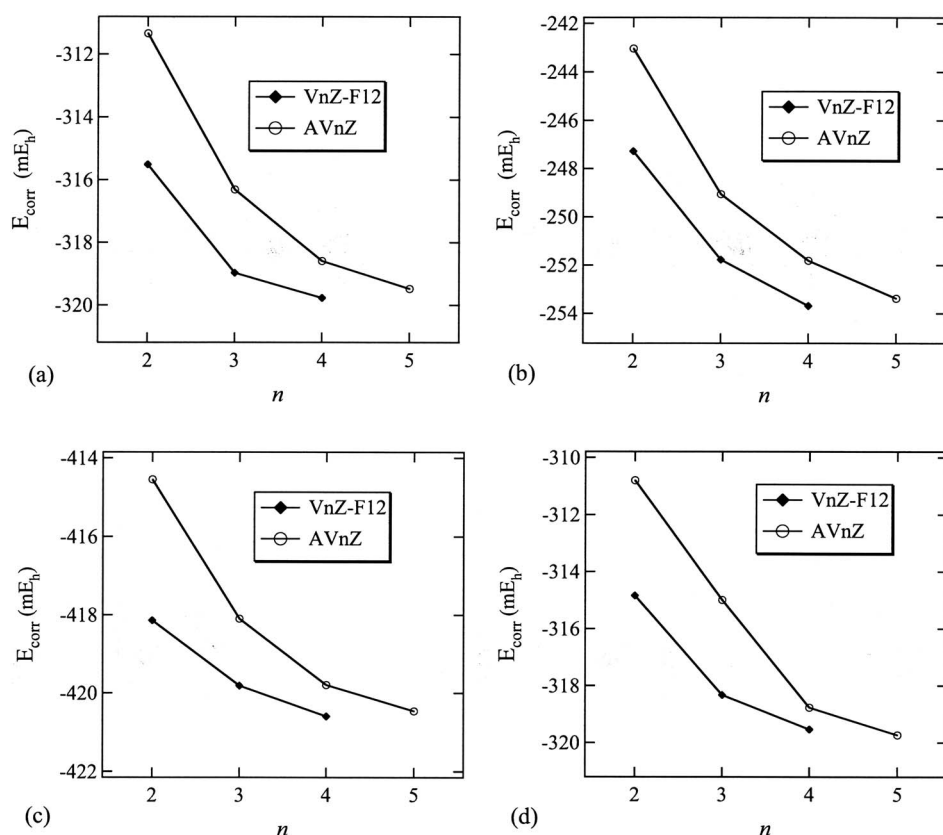 -312
-314
-316
-318
-320
E_corr (mE_h)
VnZ-F12
AVnZ
2 3 4 5
n
(a)
-242
-244
-246
-248
-250
-252
-254
E_corr (mE_h)
VnZ-F12
AVnZ
2 3 4 5
n
(b)
-414
-416
-418
-420
-422
E_corr (mE_h)
VnZ-F12
AVnZ
2 3 4 5
n
(c)
-310
-312
-314
-316
-318
-320
E_corr (mE_h)
VnZ-F12
AVnZ
2 3 4 5
n
(d)